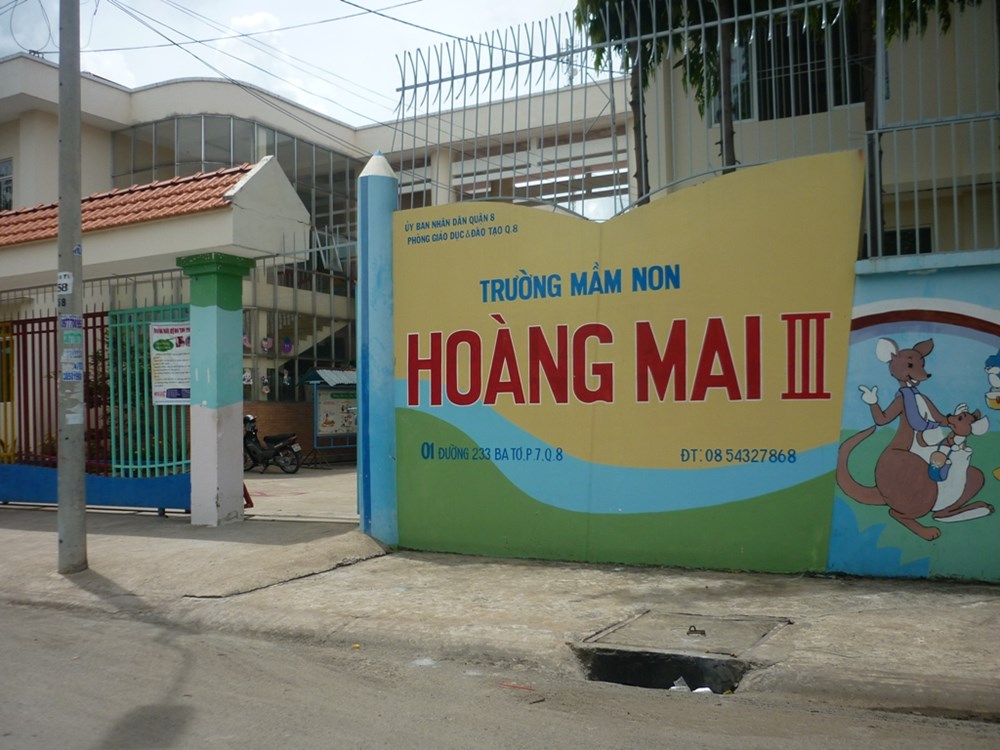 ỦY BAN NHÂN DÂN QUẬN 8
PHÒNG GIÁO DỤC & ĐÀO TẠO Q.8
TRƯỜNG MẦM NON
HOÀNG MAI III
01 ĐƯỜNG 233 BA TƠ.P.7,Q.8
ĐT: 08 54327868